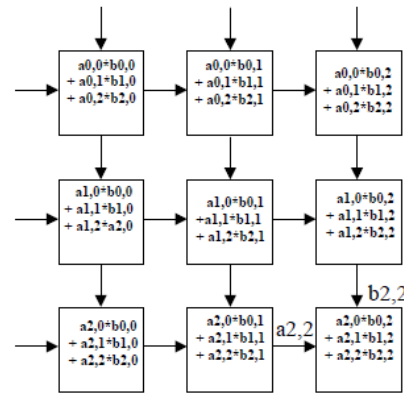 a0,0*b0,0
+ a0,1*b1,0
+ a0,2*b2,0
a0,0*b0,1
+ a0,1*b1,1
+ a0,2*b2,1
a0,0*b0,2
+ a0,1*b1,2
+ a0,2*b2,2
a1,0*b0,0
+ a1,1*b1,0
+ a1,2*a2,0
a1,0*b0,1
+a1,1*b1,1
+ a1,2*b2,1
a1,0*b0,2
+ a1,1*b1,2
+ a1,2*b2,2
b2,2
a2,0*b0,0
+ a2,1*b1,0
+ a2,2*b2,0
a2,0*b0,1
+ a2,1*b1,1
+ a2,2*b2,1
a2,2
a2,0*b0,2
+ a2,1*b1,2
+ a2,2*b2,2